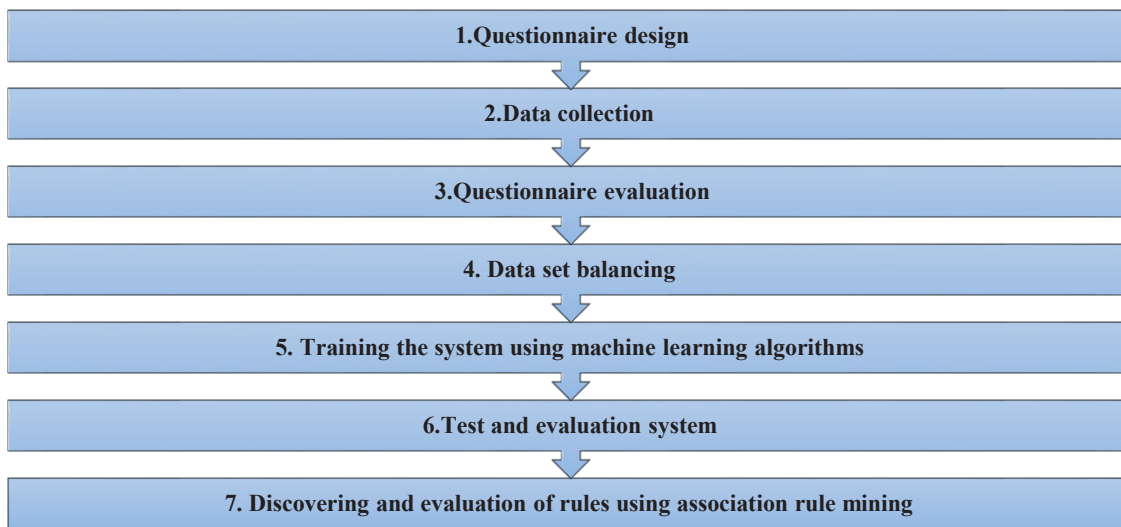 1.Questionnaire design
2.Data collection
3.Questionnaire evaluation
4. Data set balancing
5. Training the system using machine learning algorithms
6.Test and evaluation system
7. Discovering and evaluation of rules using association rule mining